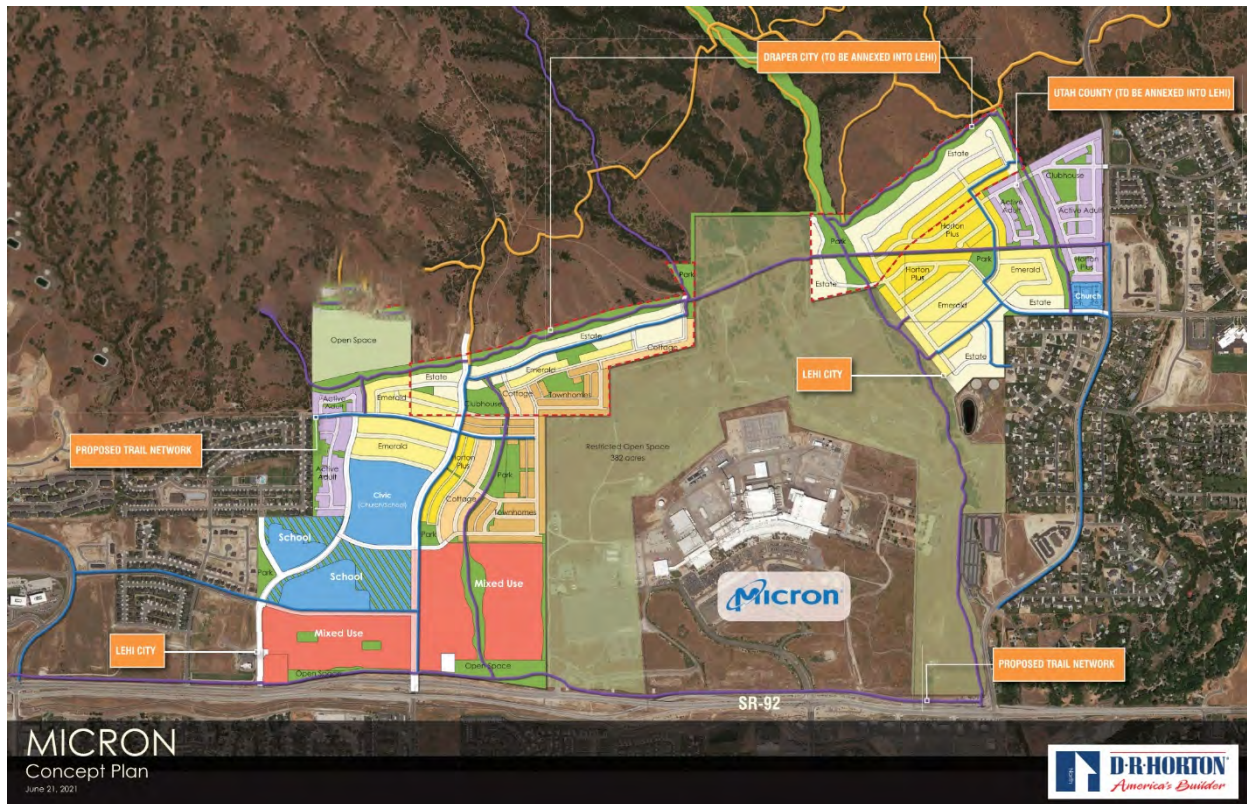 DRAPER CITY (TO BE ANNEXED INTO LEHI)
UTAH COUNTY (TO BE ANNEXED INTO LEHI)
Estate
Clubhouse
Active
Adult
Active Adult
Horton
Plus
Park
Horton
Plus
Park
Horton
Plus
Emerald
Park
Estate
Emerald
Estate
Church
Estate
LEHI CITY
Open Space
Estate
Cottage
Estate
Emerald
Active
Adult
Emerald
Clubhouse
Cottage
Townhomes
PROPOSED TRAIL NETWORK
Emerald
Restricted Open Space
382 acres
Active
Adult
Horton
Plus
Park
Civic
(Church/School)
Cottage
Townhomes
Park
School
School
Park
Mixed Use
Micron
Mixed Use
LEHI CITY
Open Space
Open Space
PROPOSED TRAIL NETWORK
SR-92
MICRON
Concept Plan
June 21, 2021
North
D·R·HORTON
America's Builder